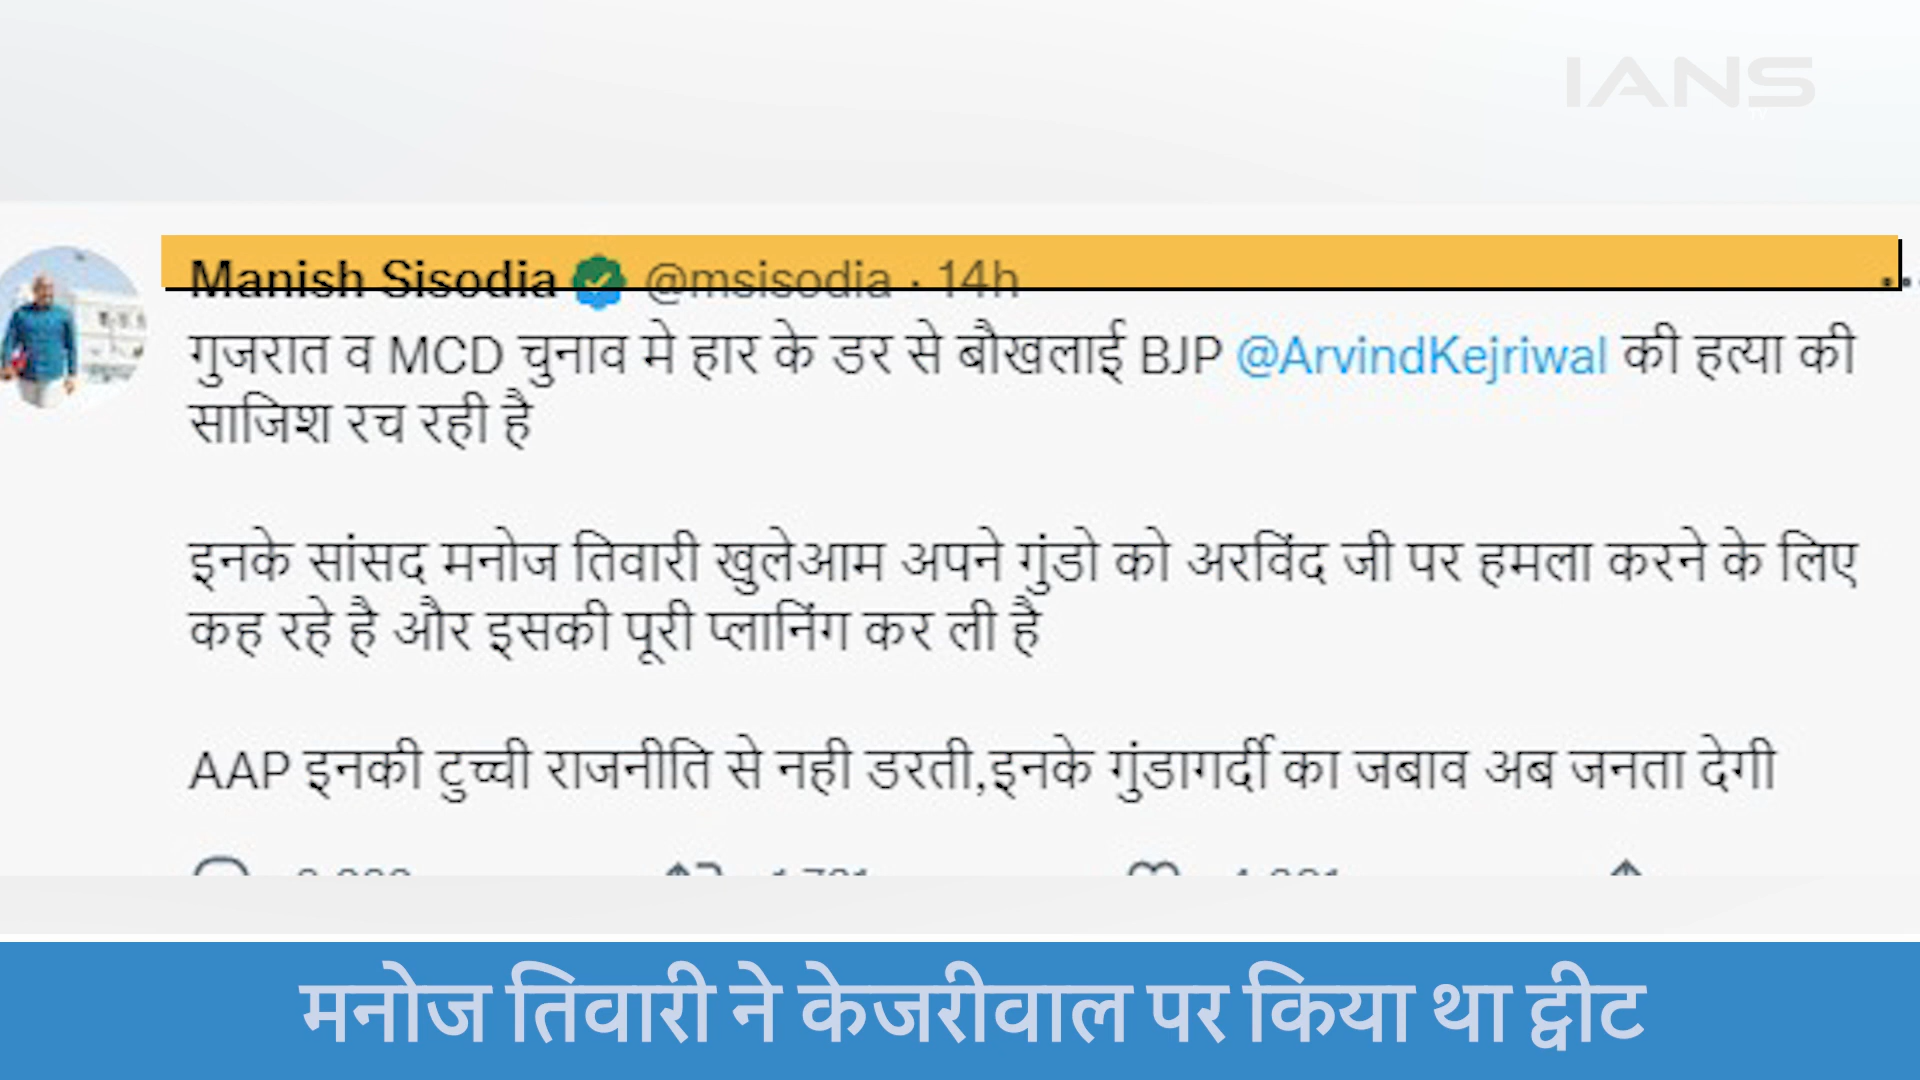 IANS
TV
Manish Sisodia @msisodia · 14h
गुजरात व MCD चुनाव मे हार के डर से बौखलाई BJP @ArvindKejriwal की हत्या की
साजिश रच रही है
इनके सांसद मनोज तिवारी खुलेआम अपने गुंडो को अरविंद जी पर हमला करने के लिए
कह रहे है और इसकी पूरी प्लानिंग कर ली है
AAP इनकी टुच्ची राजनीति से नही डरती,इनके गुंडागर्दी का जबाव अब जनता देगी
मनोज तिवारी ने केजरीवाल पर किया था ट्वीट